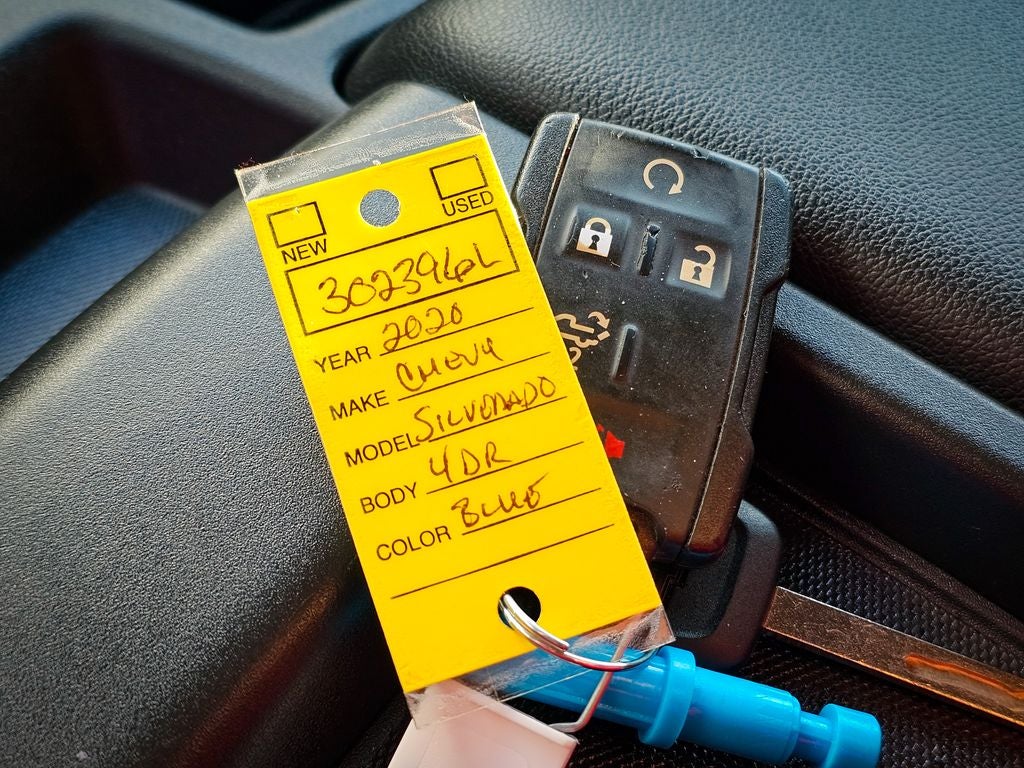 NEW USED
302396L
YEAR 2020
MAKE CHEVY
MODEL SILVERADO
BODY 4DR
COLOR BLUE